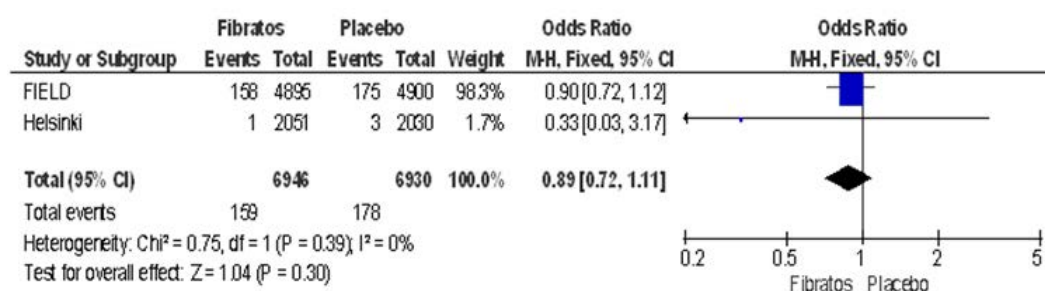 Fibratos Placebo Odds Ratio Odds Ratio
Study or Subgroup Events Total Events Total Weight M-H, Fixed, 95% CI M-H, Fixed, 95% CI
FIELD 158 4895 175 4900 98.3% 0.90 [0.72, 1.12]
Helsinki 1 2051 3 2030 1.7% 0.33 [0.03, 3.17]
Total (95% CI) 6946 6930 100.0% 0.89 [0.72, 1.11]
Total events 159 178
Heterogeneity: Chi² = 0.75, df = 1 (P = 0.39); I² = 0%
Test for overall effect: Z = 1.04 (P = 0.30)
0.2 0.5 1 2 5
Fibratos Placebo